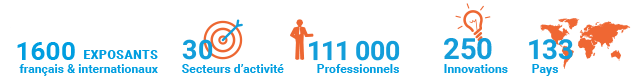 1600 EXPOSANTS
français & internationaux
30
Secteurs d'activité
111 000
Professionnels
250
Innovations
133
Pays